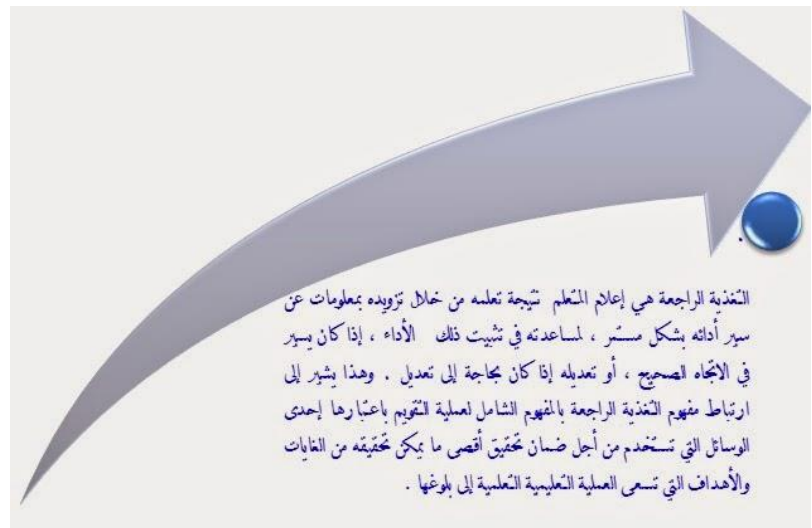 .
التغذية الراجعة هي إعلام المتعلم نتيجة تعلمه من خلال تزويده بمعلومات عن
سير أدائه بشكل مستمر ، لمساعدته في تثبيت ذلك الأداء ، إذا كان يسير
في الاتجاه الصحيح ، أو تعديله إذا كان بحاجة إلى تعديل . وهذا يشير إلى
ارتباط مفهوم التغذية الراجعة بالمفهوم الشامل لعملية التقويم باعتبارها إحدى
الوسائل التي تستخدم من أجل ضمان تحقيق أقصى ما يمكن تحقيقه من الغايات
والأهداف التي تسعى العملية التعليمية التعلمية إلى بلوغها .